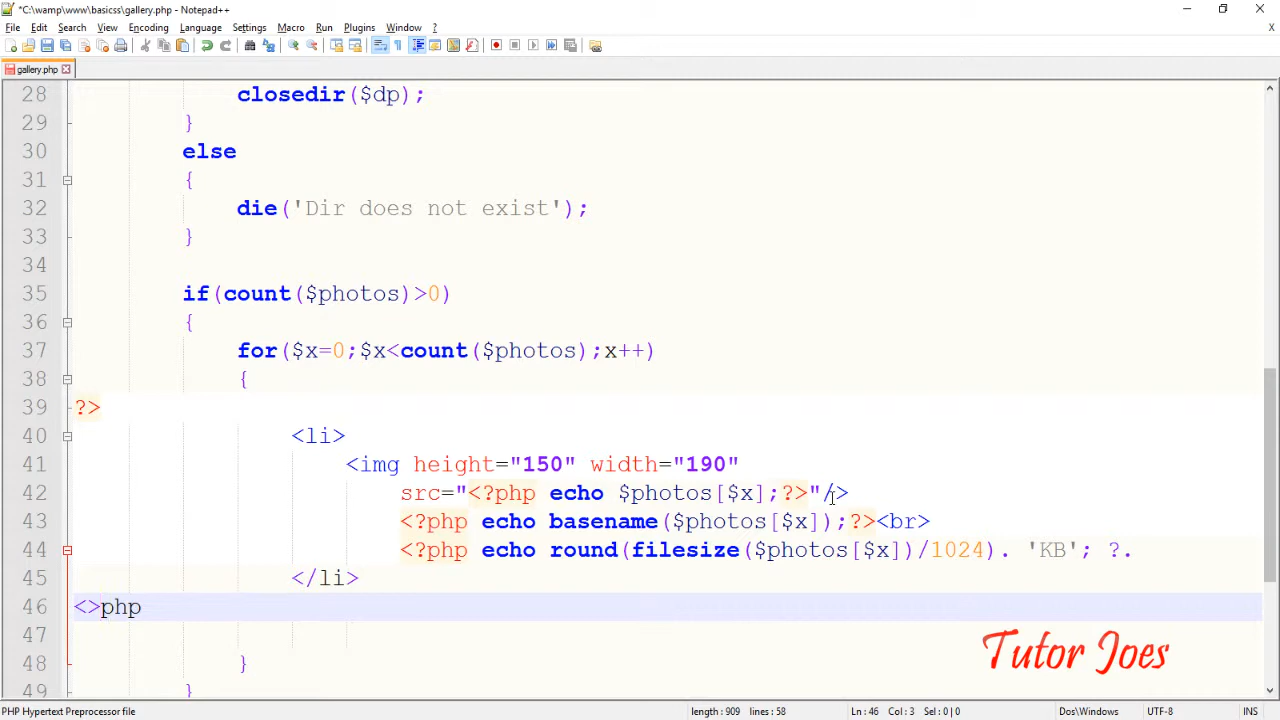 *C:\wamp\www\basicss\gallery.php - Notepad++
File Edit Search View Encoding Language Settings Macro Run Plugins Window ?
gallery.php
28 closedir($dp);
29 }
30 else
31 {
32 die('Dir does not exist');
33 }
34
35 if(count($photos)>0)
36 {
37 for($x=0;$x<count($photos);x++)
38 {
39 ?>
40 <li>
41 <img height="150" width="190"
42 src="<?php echo $photos[$x];?>"/>
43 <?php echo basename($photos[$x]);?><br>
44 <?php echo round(filesize($photos[$x])/1024). 'KB'; ?.
45 </li>
46 <>php
47
48 }
49 }
Tutor Joes
PHP Hypertext Preprocessor file length : 909 lines : 58 Ln : 46 Col : 3 Sel : 0 | 0 Dos\Windows UTF-8 INS